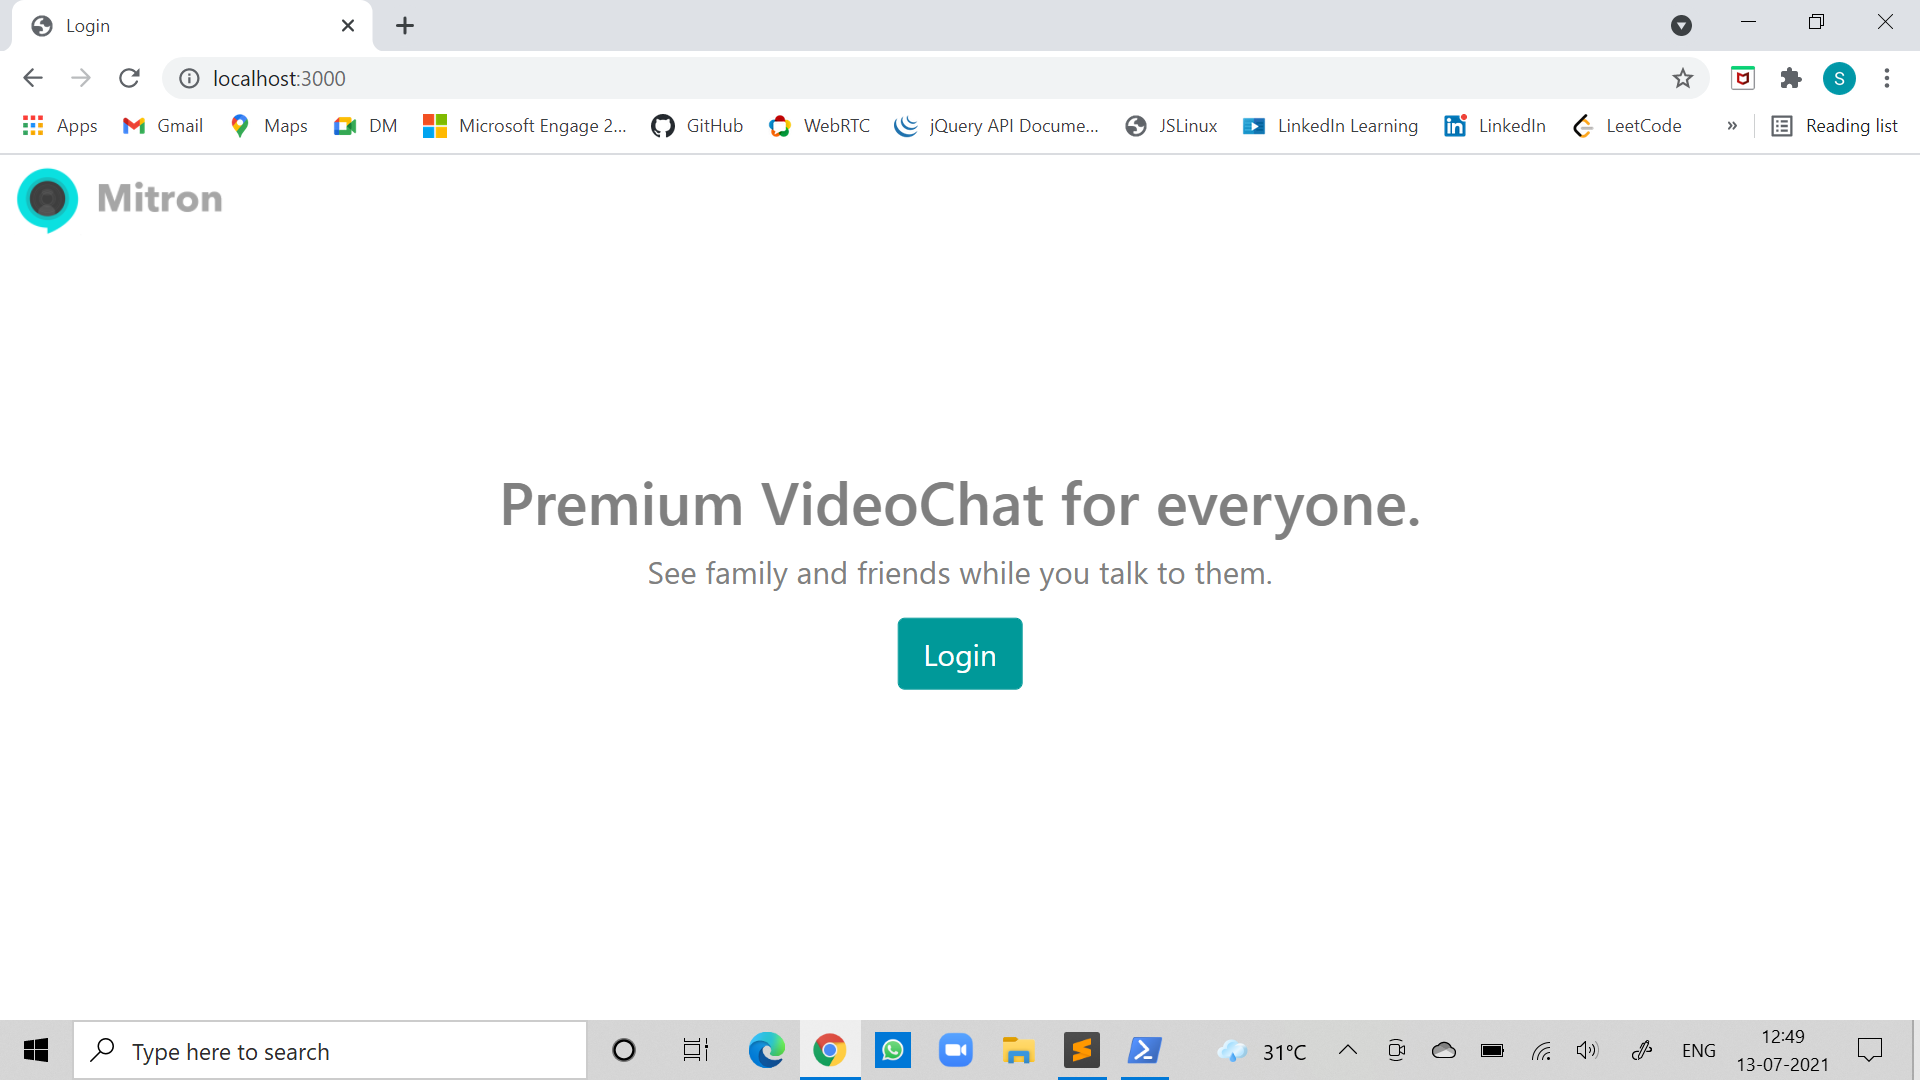 Login
localhost:3000
S
Apps Gmail Maps DM Microsoft Engage 2... GitHub WebRTC jQuery API Docume... JSLinux LinkedIn Learning LinkedIn LeetCode » Reading list
Mitron
Premium VideoChat for everyone.
See family and friends while you talk to them.
Login
Type here to search
31°C
ENG
12:49
13-07-2021